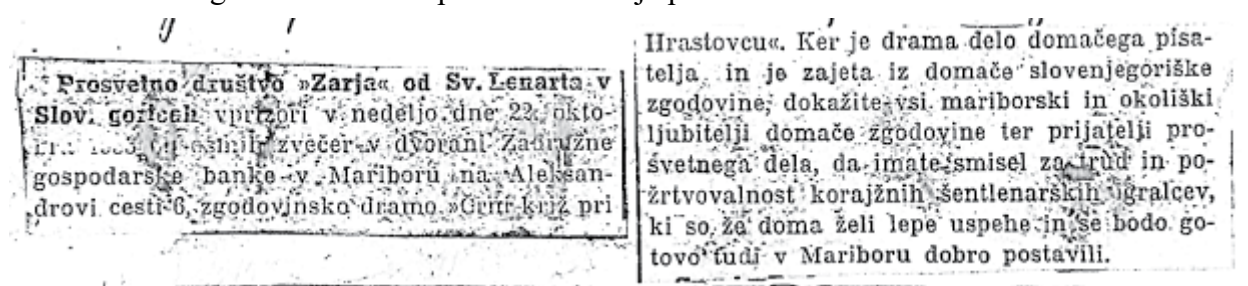 Prosvetno društvo »Zarja« od Sv. Lenarta v
Slov. goricah vprizori v nedeljo dne 22. okto-
ob osmih zvečer v dvorani Zadružne
gospodarske banke v Mariboru na Aleksan-
drovi cesti 6, zgodovinsko dramo križ pri
Hrastovcu«. Ker je drama delo domačega pisa-
telja in je zajeta iz domače slovenjegoriške
zgodovine, dokažite vsi mariborski in okoliški
ljubitelji domače zgodovine ter prijatelji pro-
svetnega dela, da imate smisel za trud in po-
žrtvovalnost korajžnih šentlenarških igralcev,
ki so že doma želi lepe uspehe in se bodo go-
tovo tudi v Mariboru dobro postavili.